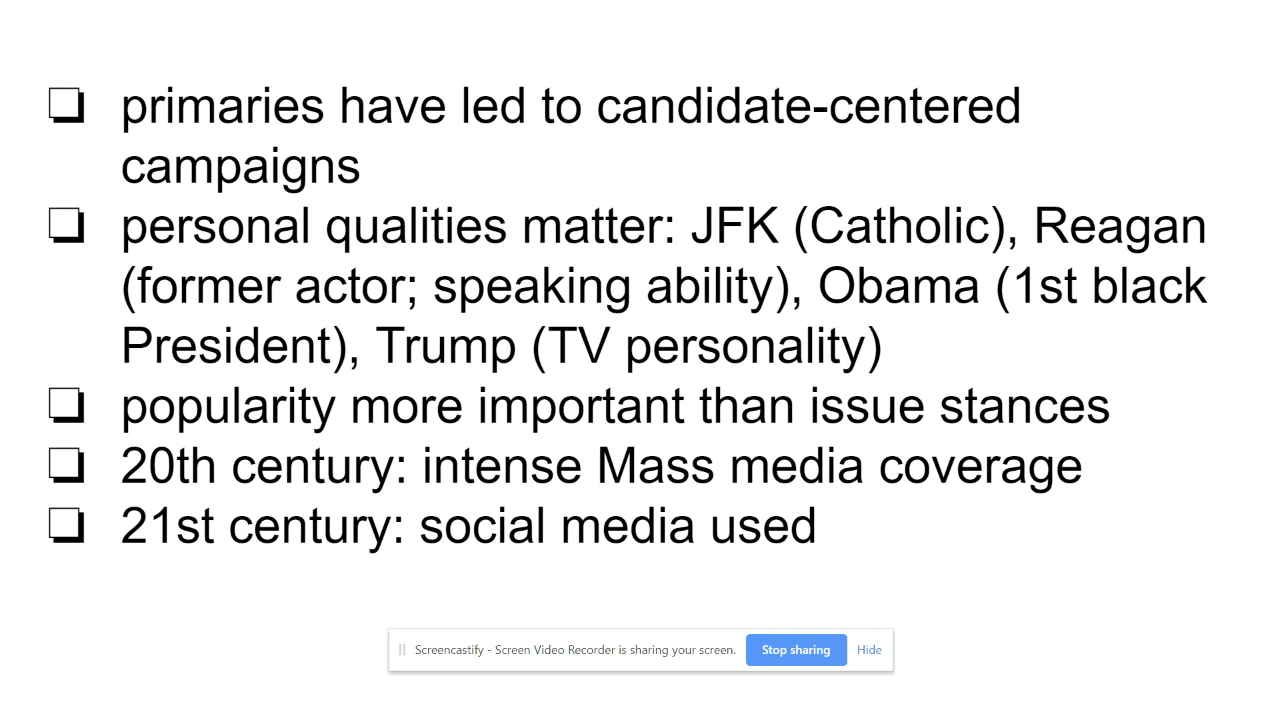 ❏ primaries have led to candidate-centered
campaigns
❏ personal qualities matter: JFK (Catholic), Reagan
(former actor; speaking ability), Obama (1st black
President), Trump (TV personality)
❏ popularity more important than issue stances
❏ 20th century: intense Mass media coverage
❏ 21st century: social media used
Screencastify - Screen Video Recorder is sharing your screen. Stop sharing Hide